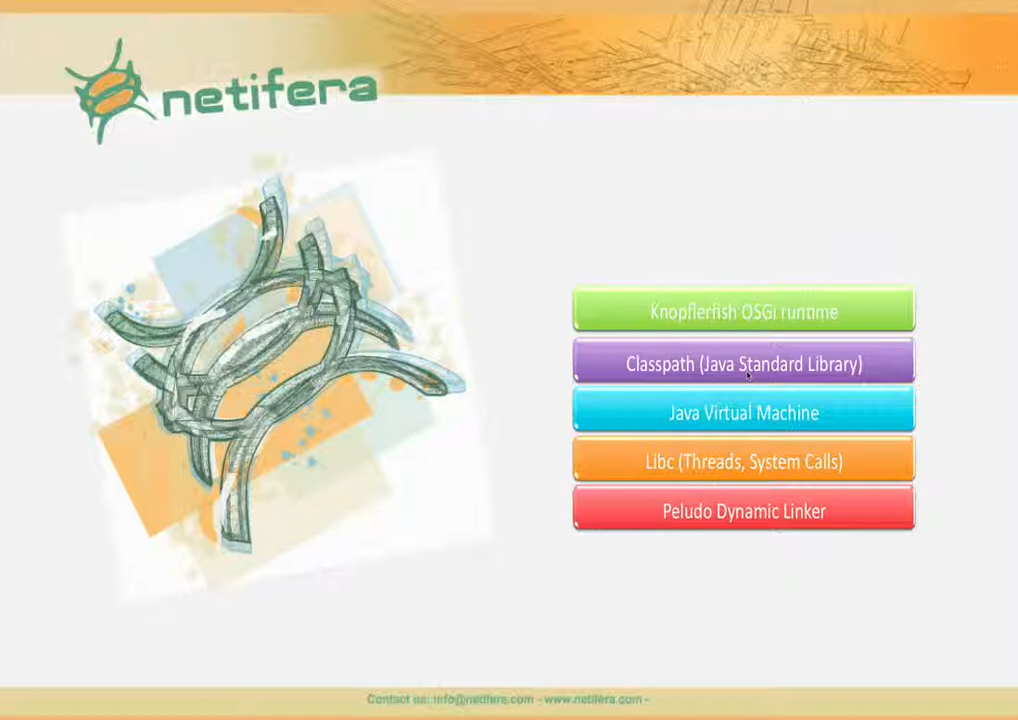 netifera
Knopflerfish OSGi runtime
Classpath (Java Standard Library)
Java Virtual Machine
Libc (Threads, System Calls)
Peludo Dynamic Linker
Contact us: info@netifera.com - www.netifera.com -